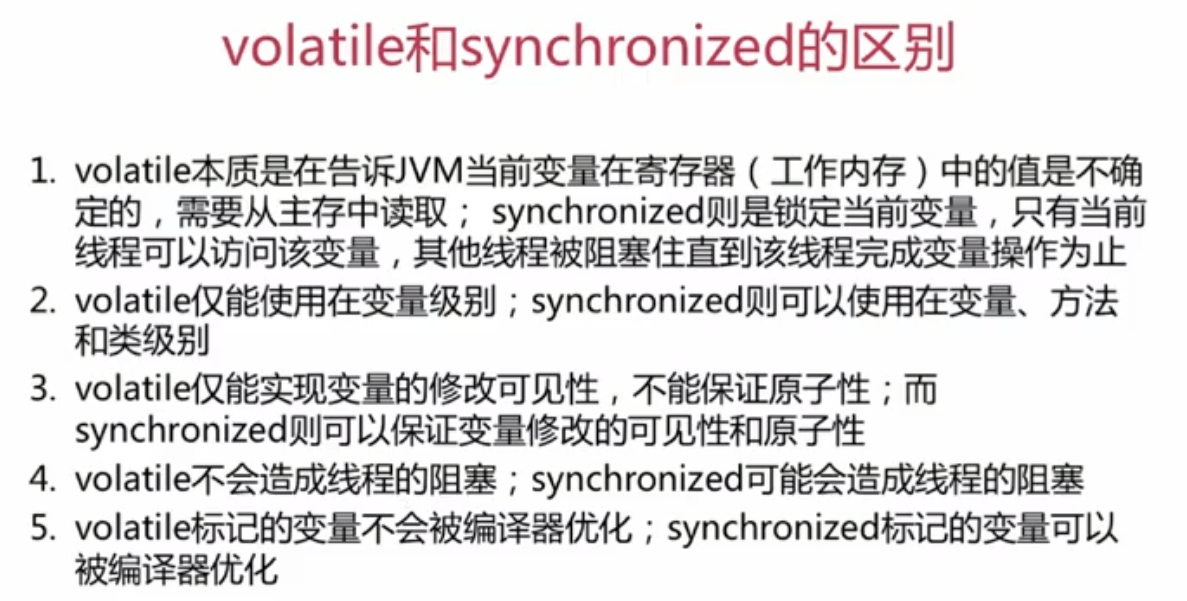 volatile和synchronized的区别
1. volatile本质是在告诉JVM当前变量在寄存器（工作内存）中的值是不确
定的，需要从主存中读取； synchronized则是锁定当前变量，只有当前
线程可以访问该变量，其他线程被阻塞住直到该线程完成变量操作为止
2. volatile仅能使用在变量级别；synchronized则可以使用在变量、方法
和类级别
3. volatile仅能实现变量的修改可见性，不能保证原子性；而
synchronized则可以保证变量修改的可见性和原子性
4. volatile不会造成线程的阻塞；synchronized可能会造成线程的阻塞
5. volatile标记的变量不会被编译器优化；synchronized标记的变量可以
被编译器优化